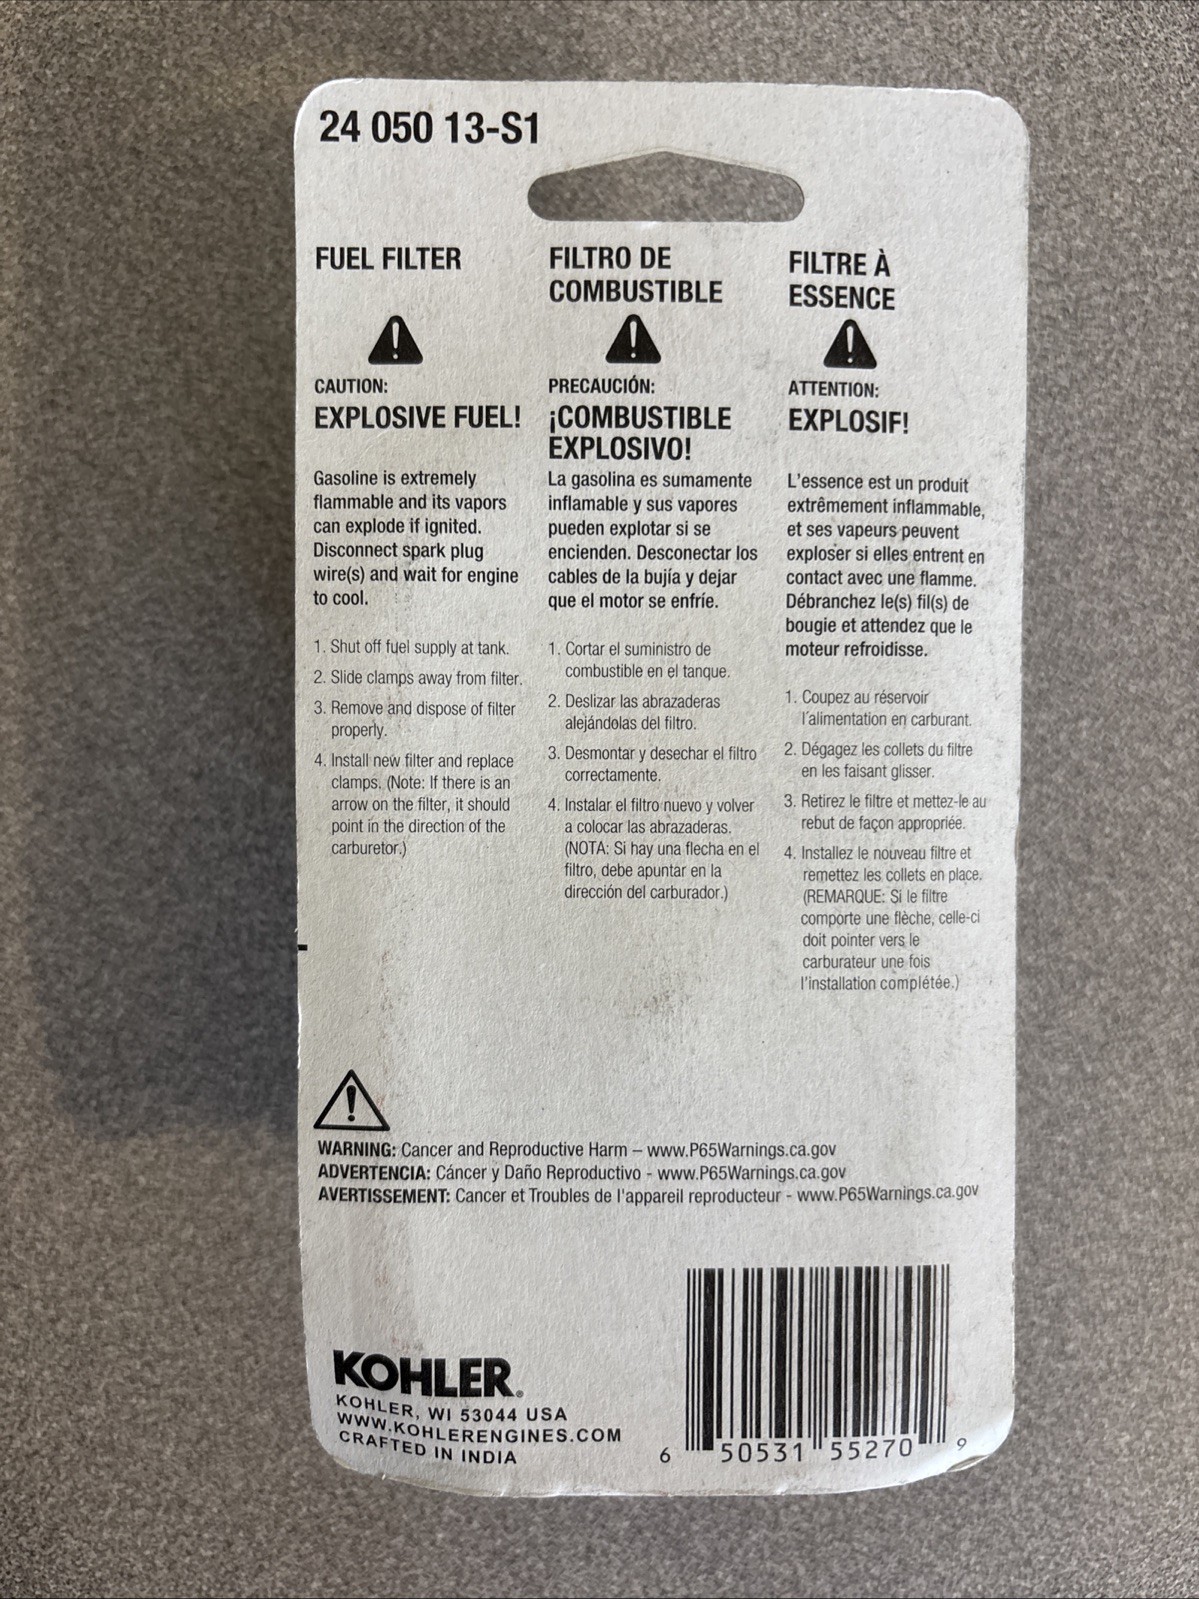 24 050 13-S1
FUEL FILTER
CAUTION:
EXPLOSIVE FUEL!
Gasoline is extremely
flammable and its vapors
can explode if ignited.
Disconnect spark plug
wire(s) and wait for engine
to cool.
1. Shut off fuel supply at tank.
2. Slide clamps away from filter.
3. Remove and dispose of filter
properly.
4. Install new filter and replace
clamps. (Note: If there is an
arrow on the filter, it should
point in the direction of the
carburetor.)
FILTRO DE
COMBUSTIBLE
PRECAUCIÓN:
¡COMBUSTIBLE
EXPLOSIVO!
La gasolina es sumamente
inflamable y sus vapores
pueden explotar si se
encienden. Desconectar los
cables de la bujía y dejar
que el motor se enfríe.
1. Cortar el suministro de
combustible en el tanque.
2. Deslizar las abrazaderas
alejándolas del filtro.
3. Desmontar y desechar el filtro
correctamente.
4. Instalar el filtro nuevo y volver
a colocar las abrazaderas.
(NOTA: Si hay una flecha en el
filtro, debe apuntar en la
dirección del carburador.)
FILTRE À
ESSENCE
ATTENTION:
EXPLOSIF!
L'essence est un produit
extrêmement inflammable,
et ses vapeurs peuvent
exploser si elles entrent en
contact avec une flamme.
Débranchez le(s) fil(s) de
bougie et attendez que le
moteur refroidisse.
1. Coupez au réservoir
l'alimentation en carburant.
2. Dégagez les collets du filtre
en les faisant glisser.
3. Retirez le filtre et mettez-le au
rebut de façon appropriée.
4. Installez le nouveau filtre et
remettez les collets en place.
(REMARQUE: Si le filtre
comporte une flèche, celle-ci
doit pointer vers le
carburateur une fois
l'installation complétée.)
WARNING: Cancer and Reproductive Harm – www.P65Warnings.ca.gov
ADVERTENCIA: Cáncer y Daño Reproductivo - www.P65Warnings.ca.gov
AVERTISSEMENT: Cancer et Troubles de l'appareil reproducteur - www.P65Warnings.ca.gov
KOHLER®
KOHLER, WI 53044 USA
WWW.KOHLERENGINES.COM
CRAFTED IN INDIA
6 50531 55270 9